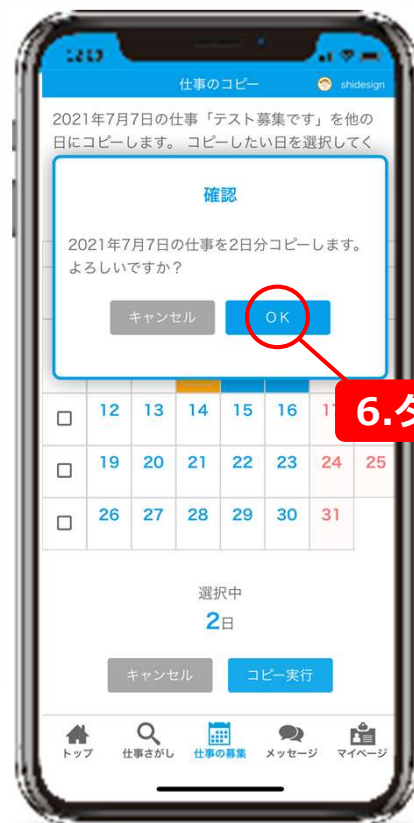 仕事のコピー
shidesign
2021年7月7日の仕事「テスト募集です」を他の
日にコピーします。 コピーしたい日を選択してく
確認
2021年7月7日の仕事を2日分コピーします。
よろしいですか？
キャンセル OK
6.タ
12 13 14 15 16
19 20 21 22 23 24 25
26 27 28 29 30 31
選択中
2日
キャンセル コピー実行
トップ 仕事さがし 仕事の募集 メッセージ マイページ